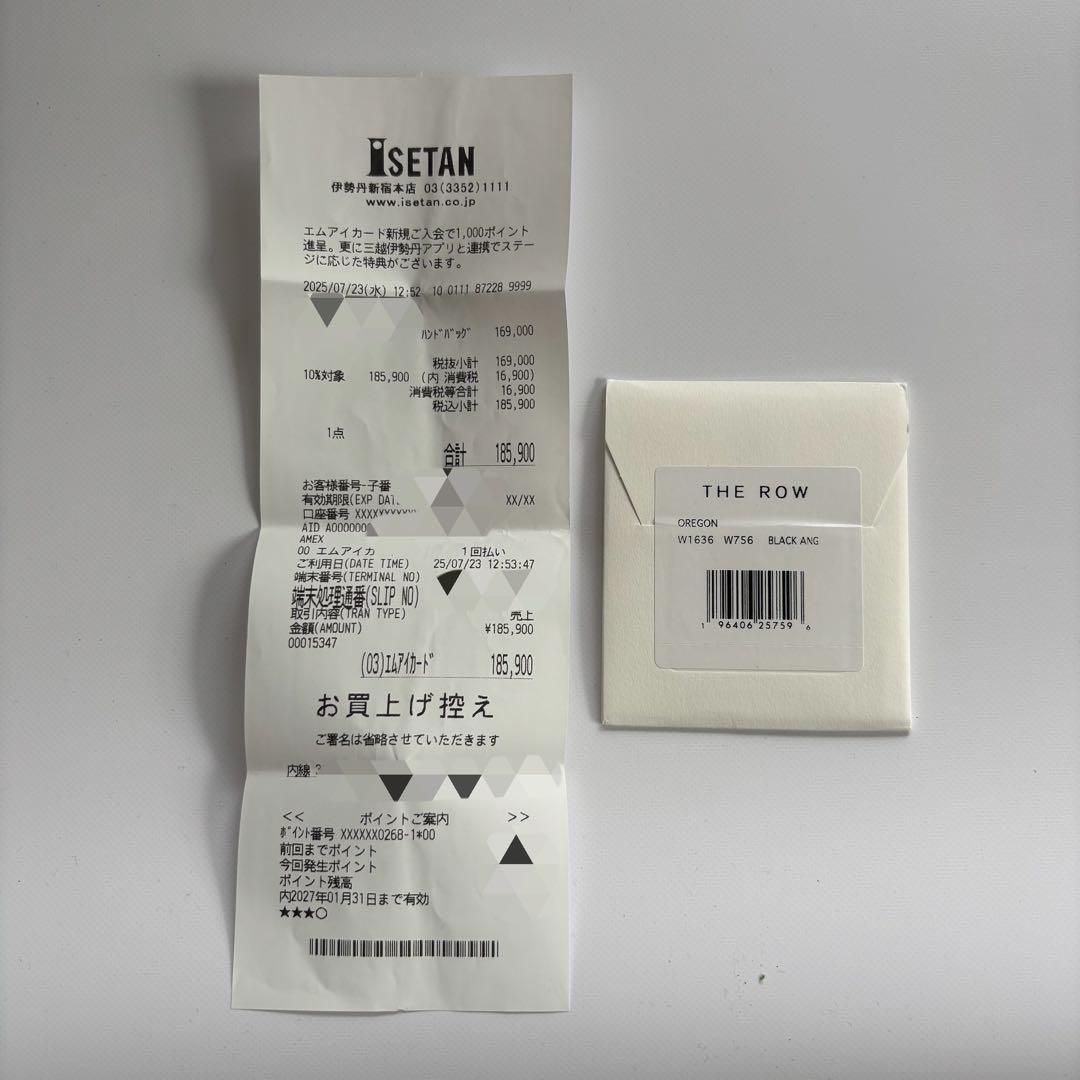 ISETAN
伊勢丹新宿本店 03(3352)1111
www.isetan.co.jp
エムアイカード新規ご入会で1,000ポイント
進呈。更に三越伊勢丹アプリと連携でステー
ジに応じた特典がございます。
2025/07/23(水) 12:52 10 0111 87228 9999
ﾊﾝﾄﾞﾊﾞｯｸﾞ 169,000
税抜小計 169,000
10%対象 185,900 (内 消費税 16,900)
消費税等合計 16,900
税込小計 185,900
1点
合計 185,900
お客様番号-子番
有効期限(EXP DAT XX/XX
口座番号 XXXXXXXXXXX
AID A000000
AMEX
00 エムアイカ 1回払い
ご利用日(DATE TIME) 25/07/23 12:53:47
端末番号(TERMINAL NO)
端末処理通番(SLIP NO)
取引内容(TRAN TYPE) 売上
金額(AMOUNT) ¥185,900
00015347
(03)ｴﾑｱｲｶｰﾄﾞ 185,900
お買上げ控え
ご署名は省略させていただきます
内線
<< ポイントご案内 >>
ﾎﾟｲﾝﾄ番号 XXXXXX0268-1*00
前回までポイント
今回発生ポイント
ポイント残高
内2027年01月31日まで有効
★★★○
THE ROW
OREGON
W1636 W756 BLACK ANG
1 96406 25759 6